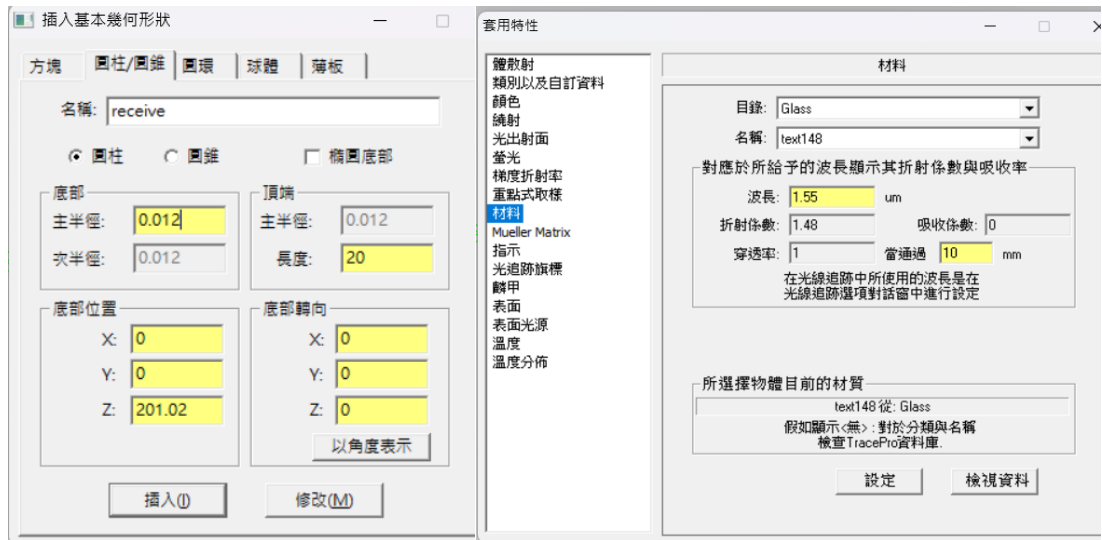 插入基本幾何形狀
方塊 圓柱/圓錐 圓環 球體 薄板
名稱: receive
圓柱 圓錐 橢圓底部
底部 頂端
主半徑: 0.012 主半徑: 0.012
次半徑: 0.012 長度: 20
底部位置 底部轉向
X: 0 X: 0
Y: 0 Y: 0
Z: 201.02 Z: 0
以角度表示
插入(I) 修改(M)
套用特性
體散射
類別以及自訂資料
顏色
繞射
光出射面
螢光
梯度折射率
重點式取樣
材料
Mueller Matrix
指示
光追跡旗標
鱗甲
表面
表面光源
溫度
溫度分佈
材料
目錄: Glass
名稱: text148
對應於所給予的波長顯示其折射係數與吸收率
波長: 1.55 um
折射係數: 1.48 吸收係數: 0
穿透率: 1 當通過 10 mm
在光線追跡中所使用的波長是在
光線追跡選項對話窗中進行設定
所選擇物體目前的材質
text148 從: Glass
假如顯示<無> : 對於分類與名稱
檢查TracePro資料庫.
設定 檢視資料